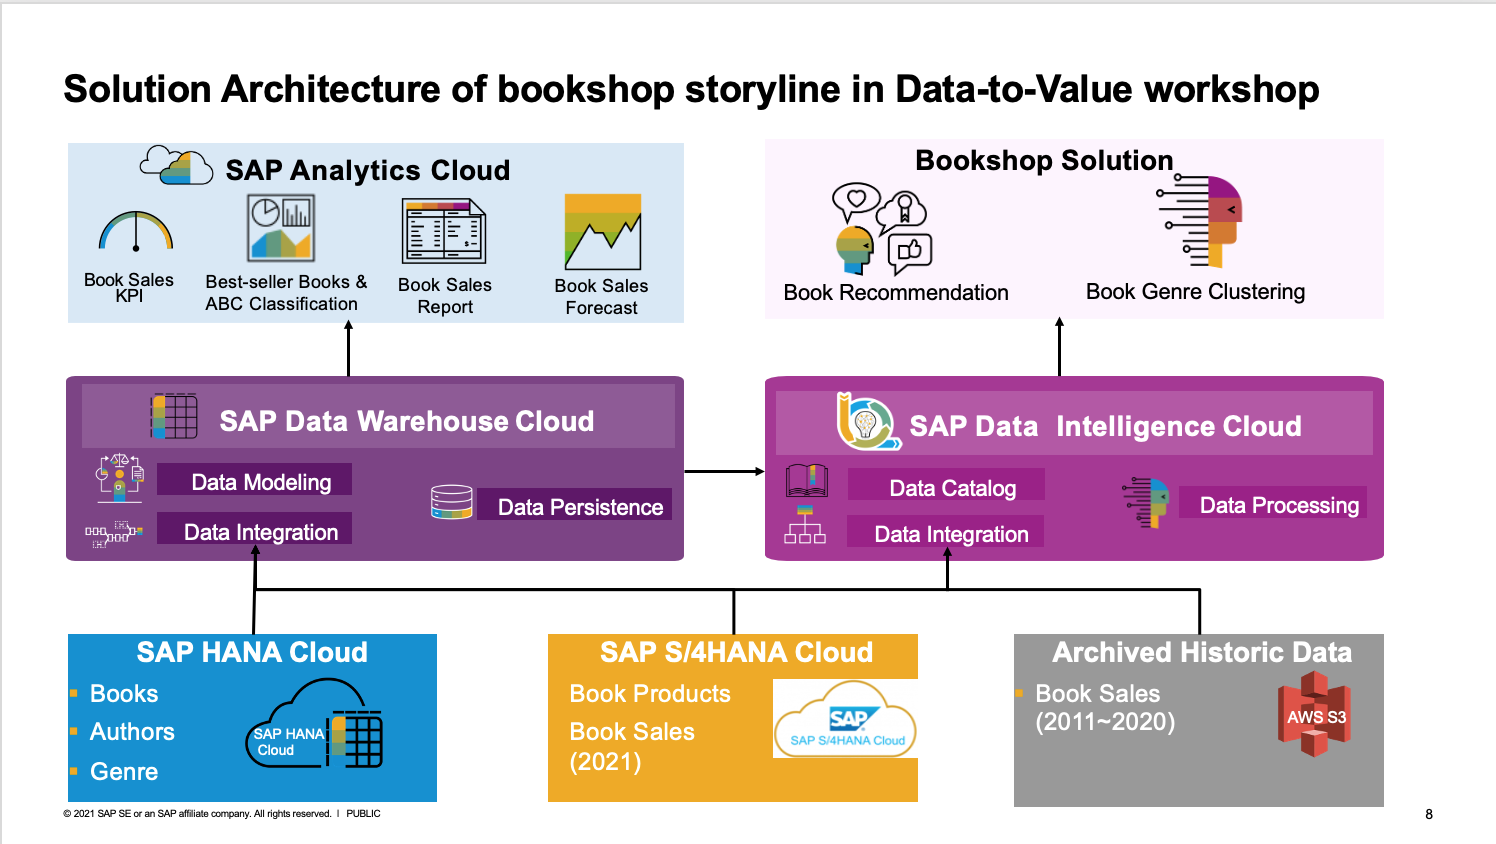 Solution Architecture of bookshop storyline in Data-to-Value workshop
SAP Analytics Cloud
Book Sales
KPI
Best-seller Books &
ABC Classification
Book Sales
Report
Book Sales
Forecast
Bookshop Solution
Book Recommendation
Book Genre Clustering
SAP Data Warehouse Cloud
Data Modeling
Data Integration
Data Persistence
SAP Data Intelligence Cloud
Data Catalog
Data Integration
Data Processing
SAP HANA Cloud
Books
Authors
Genre
SAP HANA
Cloud
SAP S/4HANA Cloud
Book Products
Book Sales
(2021)
SAP
SAP S/4HANA Cloud
Archived Historic Data
Book Sales
(2011~2020)
AWS S3
© 2021 SAP SE or an SAP affiliate company. All rights reserved. | PUBLIC
8